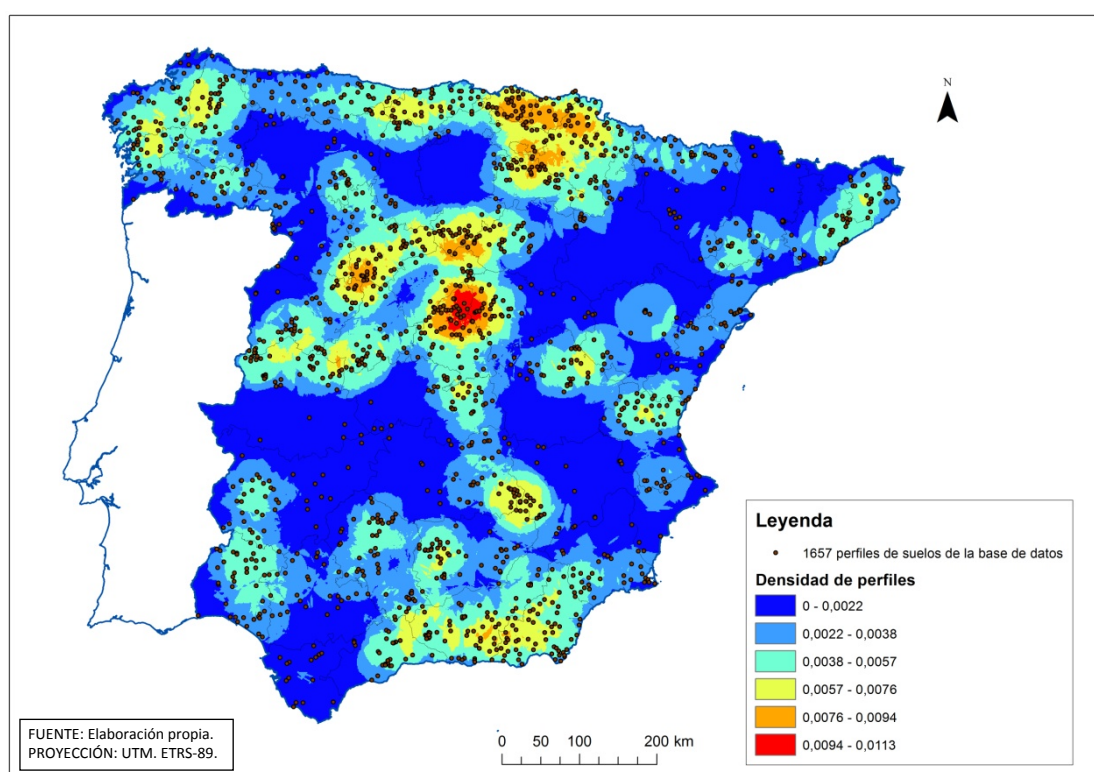 N
Leyenda
1657 perfiles de suelos de la base de datos
Densidad de perfiles
0 - 0,0022
0,0022 - 0,0038
0,0038 - 0,0057
0,0057 - 0,0076
0,0076 - 0,0094
0,0094 - 0,0113
FUENTE: Elaboración propia.
PROYECCIÓN: UTM. ETRS-89.
0 50 100 200 km